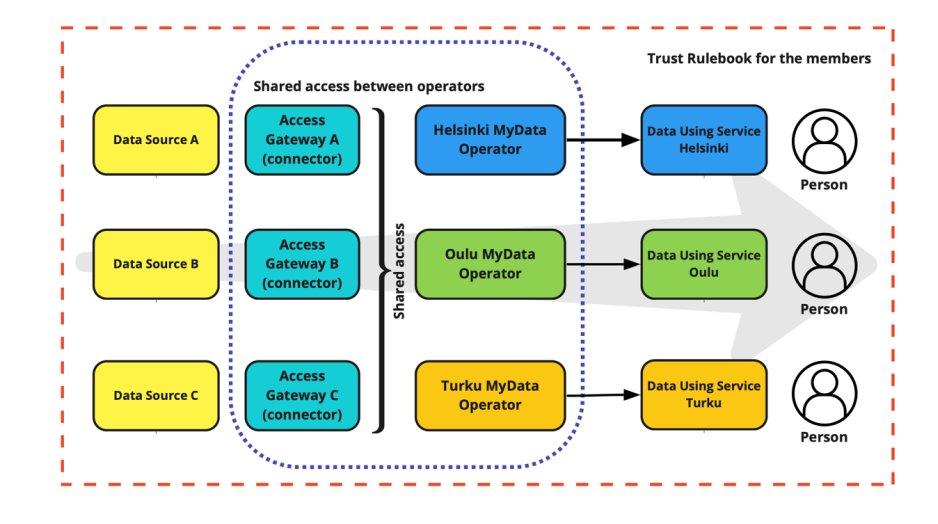 Trust Rulebook for the members
Shared access between operators
Data Source A
Access
Gateway A
(connector)
Helsinki MyData
Operator
Data Using Service
Helsinki
Person
Data Source B
Access
Gateway B
(connector)
Shared access
Oulu MyData
Operator
Data Using Service
Oulu
Person
Data Source C
Access
Gateway C
(connector)
Turku MyData
Operator
Data Using Service
Turku
Person